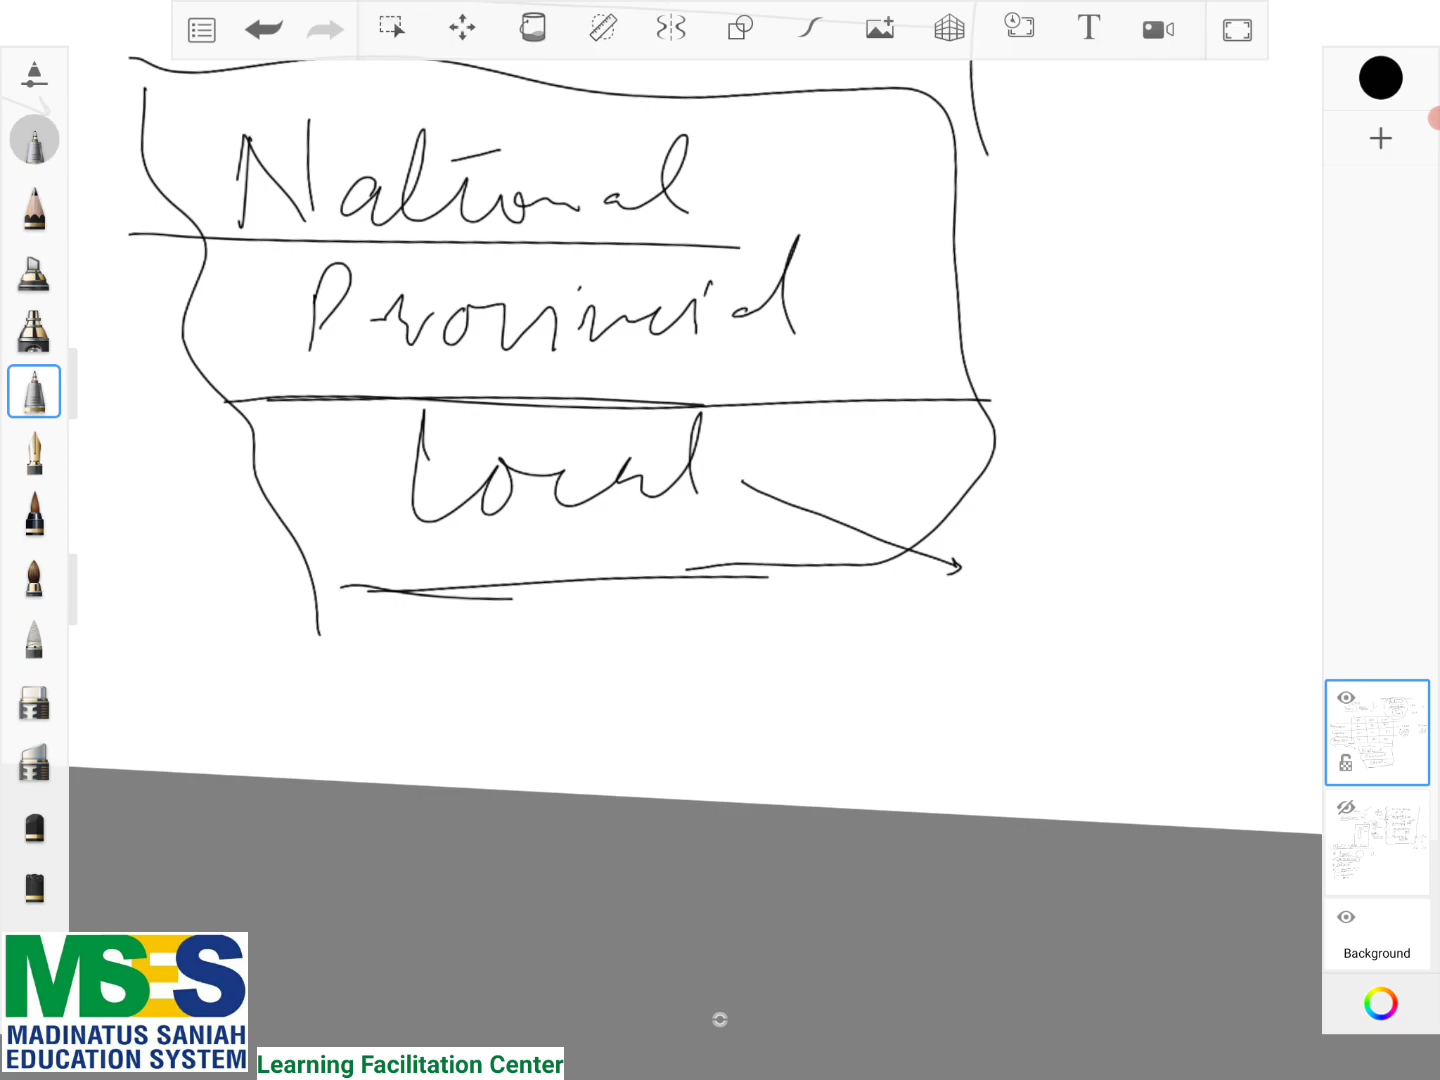 T
National
Provincial
Local
Background
MSES
MADINATUS SANIAH
EDUCATION SYSTEM
Learning Facilitation Center